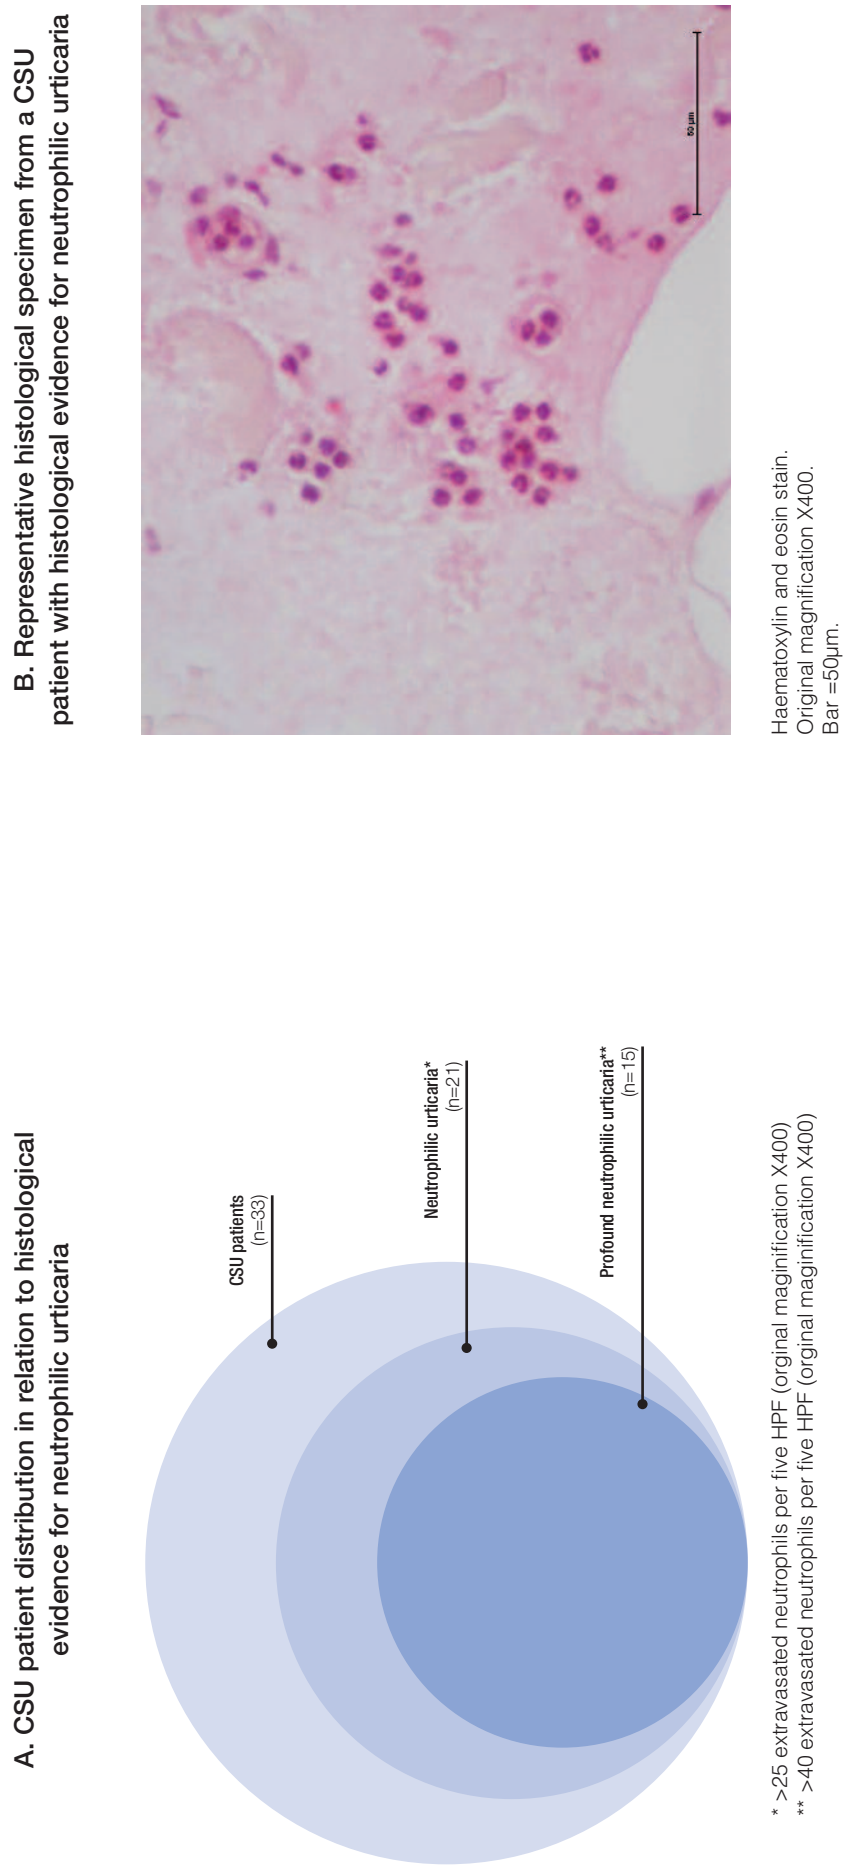 A. CSU patient distribution in relation to histological
evidence for neutrophilic urticaria
CSU patients
(n=33)
Neutrophilic urticaria*
(n=21)
Profound neutrophilic urticaria**
(n=15)
* >25 extravasated neutrophils per five HPF (orginal maginification X400)
** >40 extravasated neutrophils per five HPF (orginal maginification X400)
B. Representative histological specimen from a CSU
patient with histological evidence for neutrophilic urticaria
50 µm
Haematoxylin and eosin stain.
Original magnification X400.
Bar =50µm.